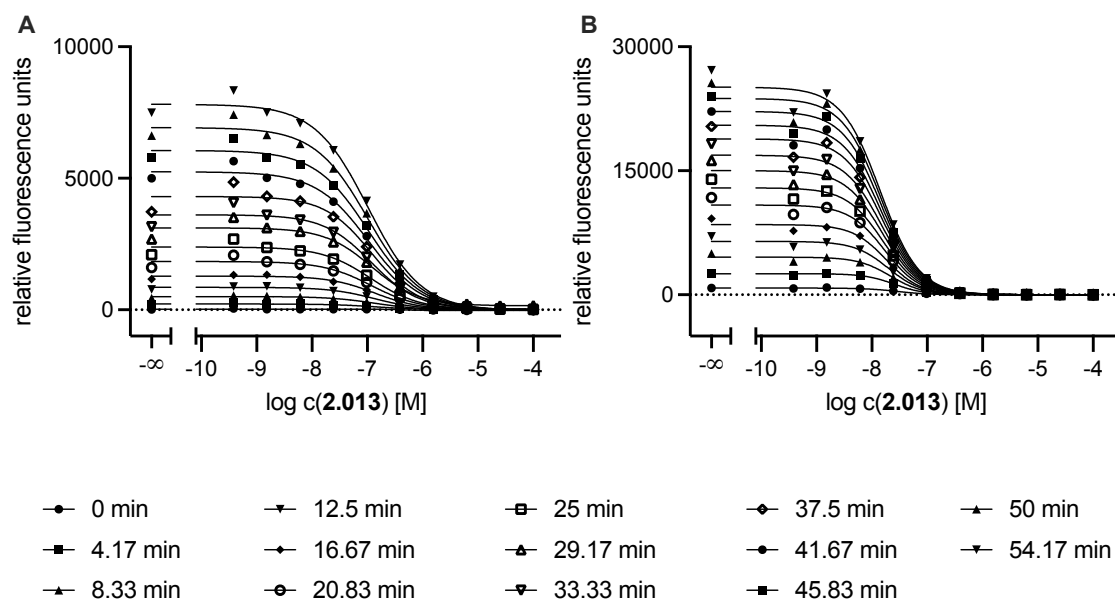 A
10000
5000
0
relative fluorescence units
-∞ -10 -9 -8 -7 -6 -5 -4
log c(2.013) [M]
B
30000
15000
0
relative fluorescence units
-∞ -10 -9 -8 -7 -6 -5 -4
log c(2.013) [M]
0 min 12.5 min 25 min 37.5 min 50 min
4.17 min 16.67 min 29.17 min 41.67 min 54.17 min
8.33 min 20.83 min 33.33 min 45.83 min